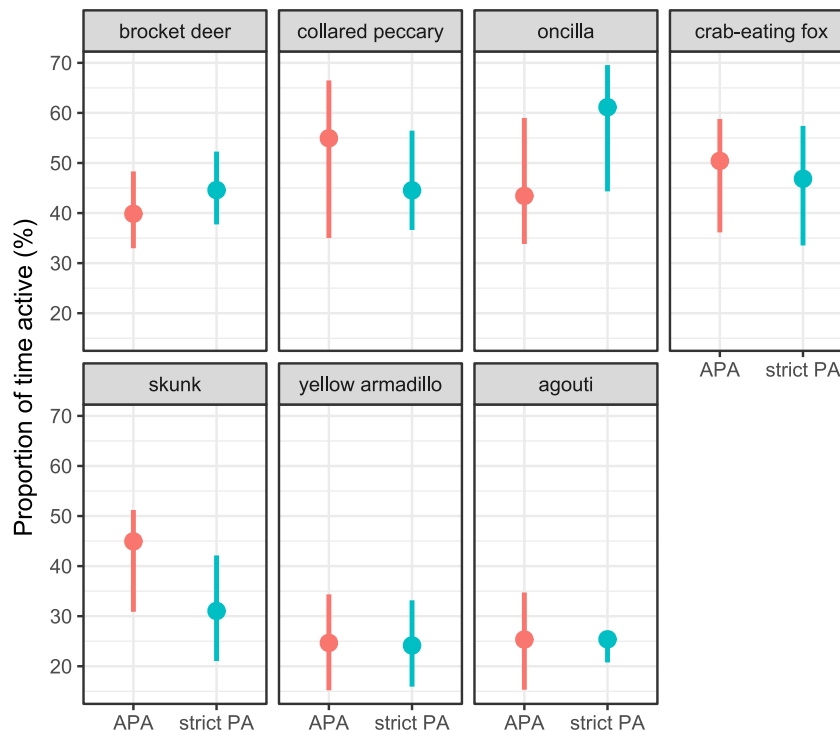 brocket deer collared peccary oncilla crab-eating fox
70
60
50
40
30
20
APA strict PA
skunk yellow armadillo agouti
70
60
50
40
30
20
APA strict PA APA strict PA APA strict PA
Proportion of time active (%)